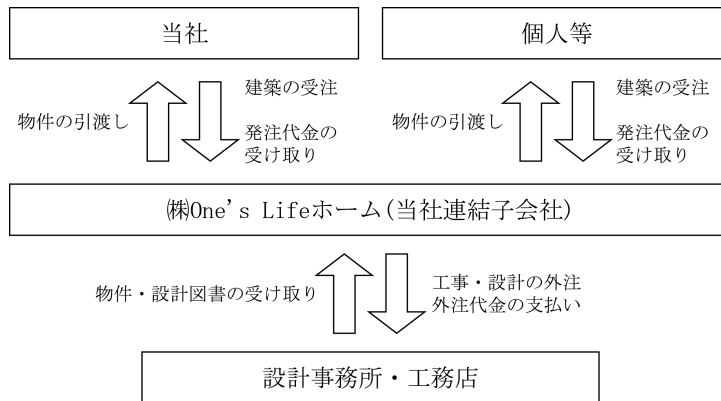 当社
個人等
物件の引渡し
建築の受注
発注代金の
受け取り
物件の引渡し
建築の受注
発注代金の
受け取り
㈱One's Lifeホーム(当社連結子会社)
物件・設計図書の受け取り
工事・設計の外注
外注代金の支払い
設計事務所・工務店